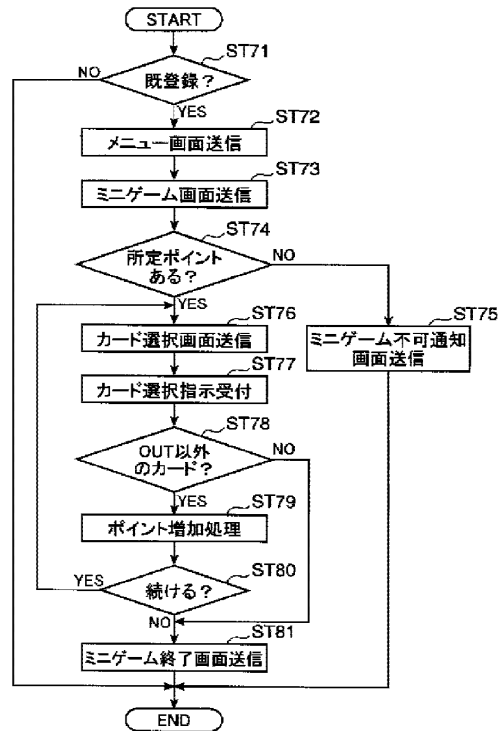 START
ST71
既登録？
NO
YES
ST72
メニュー画面送信
ST73
ミニゲーム画面送信
ST74
所定ポイント
ある？
NO
YES
ST75
ミニゲーム不可通知
画面送信
ST76
カード選択画面送信
ST77
カード選択指示受付
ST78
OUT以外
のカード？
NO
YES
ST79
ポイント増加処理
ST80
続ける？
YES
NO
ST81
ミニゲーム終了画面送信
END